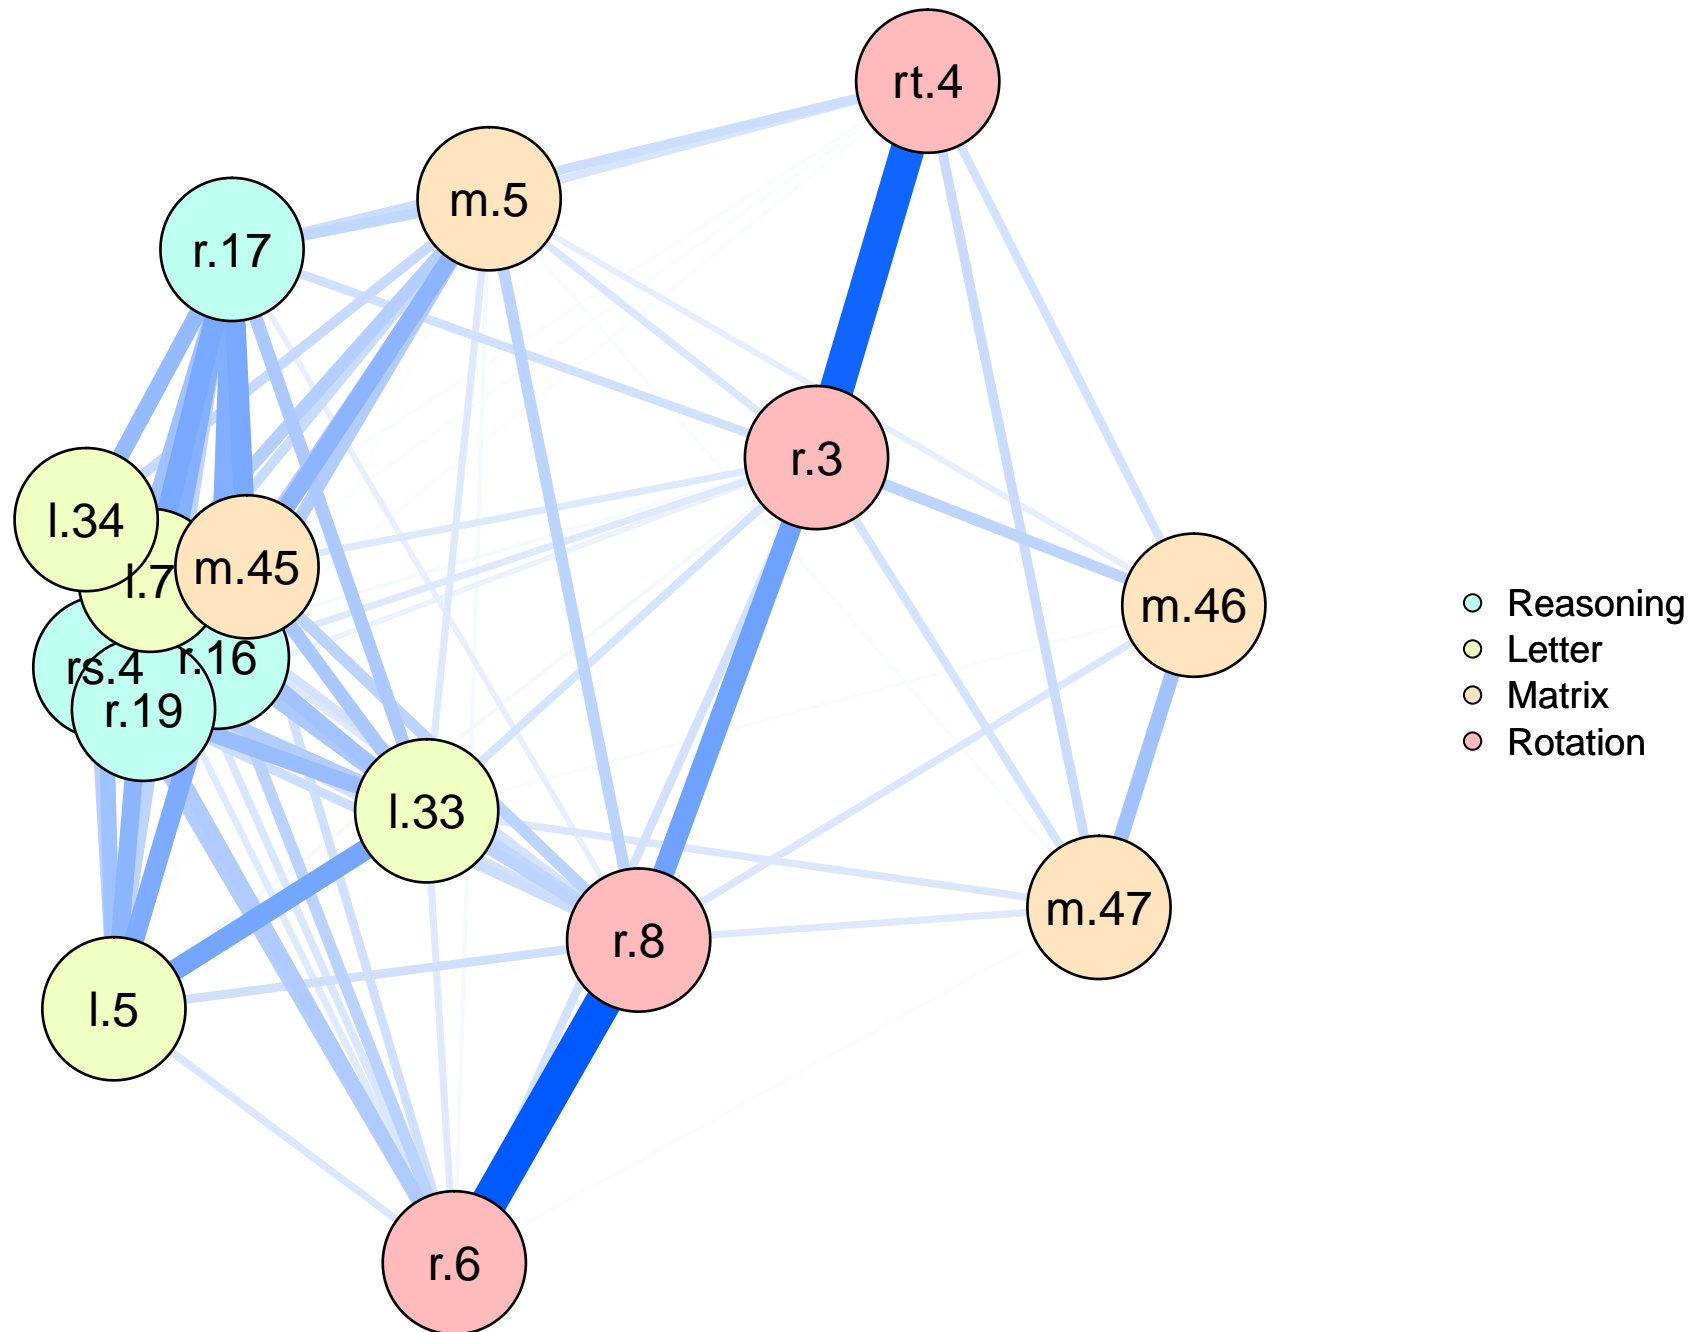 rt.4
m.5
r.17
r.3
l.34
l.7
m.45
m.46
rs.4
r.16
r.19
l.33
m.47
r.8
l.5
r.6
Reasoning
Letter
Matrix
Rotation